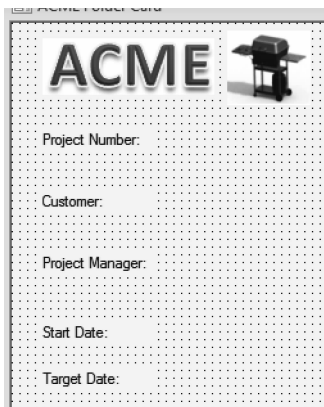 ACME Folder Card
ACME
Project Number:
Customer:
Project Manager:
Start Date:
Target Date: